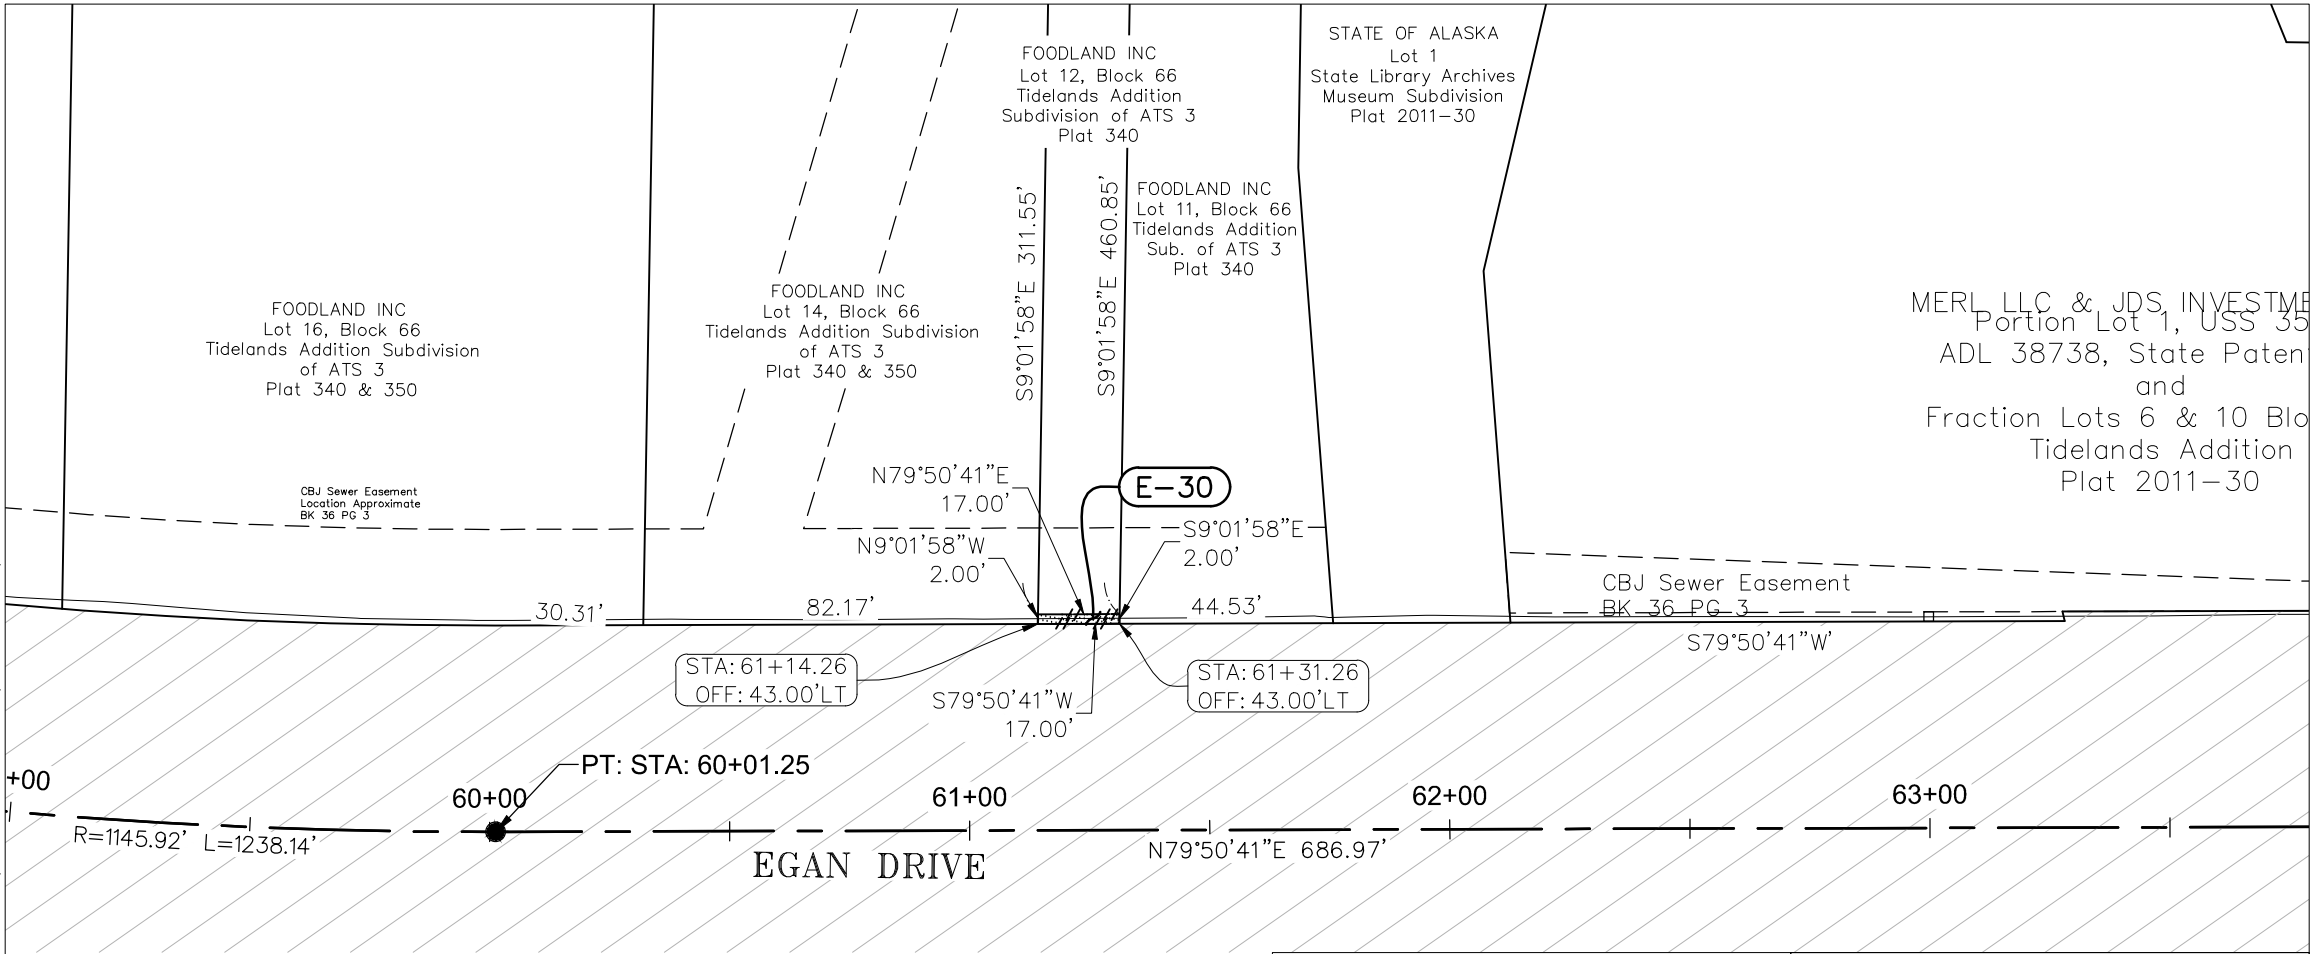 FOODLAND INC
Lot 12, Block 66
Tidelands Addition
Subdivision of ATS 3
Plat 340
STATE OF ALASKA
Lot 1
State Library Archives
Museum Subdivision
Plat 2011-30
S9°01'58"E 311.55'
S9°01'58"E 460.85'
FOODLAND INC
Lot 11, Block 66
Tidelands Addition
Sub. of ATS 3
Plat 340
FOODLAND INC
Lot 16, Block 66
Tidelands Addition Subdivision
of ATS 3
Plat 340 & 350
FOODLAND INC
Lot 14, Block 66
Tidelands Addition Subdivision
of ATS 3
Plat 340 & 350
MERL LLC & JDS
Portion Lot 1, USS
ADL 38738, State
and
Fraction Lots 6 & 10
Tidelands Addition
Plat 2011-30
CBJ Sewer Easement
Location Approximate
BK 36 PG 3
N79°50'41"E
17.00'
E-30
N9°01'58"W
2.00'
S9°01'58"E
2.00'
CBJ Sewer Easement
BK 36 PG 3
30.31'
82.17'
44.53'
S79°50'41"W'
STA: 61+14.26
OFF: 43.00'LT
STA: 61+31.26
OFF: 43.00'LT
S79°50'41"W
17.00'
PT: STA: 60+01.25
+00
60+00
61+00
62+00
63+00
R=1145.92' L=1238.14'
EGAN DRIVE
N79°50'41"E 686.97'